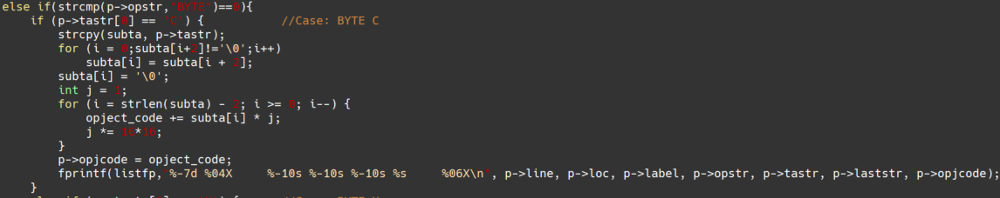 else if(strcmp(p->opstr,"BYTE")==0){
if (p->tastr[0] == 'C') { //Case: BYTE C
strcpy(subta, p->tastr);
for (i = 0;subta[i+2]!='\0';i++)
subta[i] = subta[i + 2];
subta[i] = '\0';
int j = 1;
for (i = strlen(subta) - 2; i >= 0; i--) {
opject_code += subta[i] * j;
j *= 16*16;
}
p->opjcode = opject_code;
fprintf(listfp, %-7d %04X %-10s %-10s %-10s %s %06X\n , p->line, p->loc, p->label, p->opstr, p->tastr, p->laststr, p->opjcode);
}